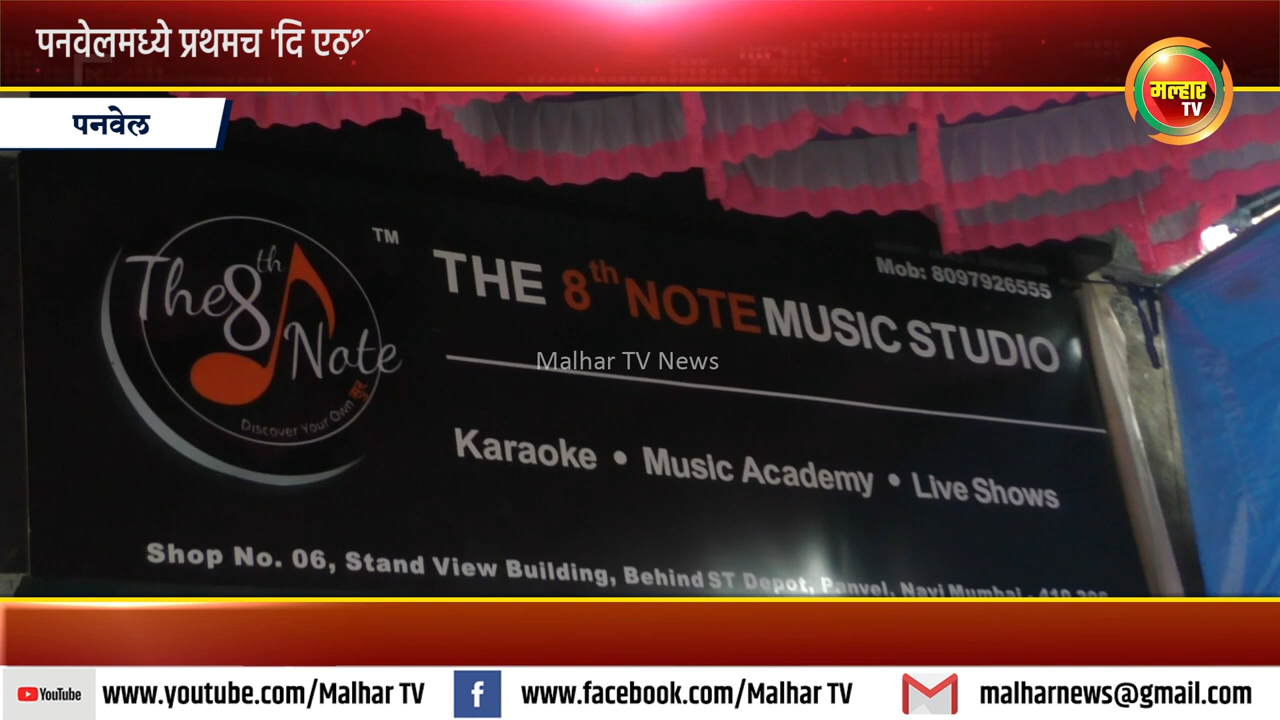 पनवेलमध्ये प्रथमच 'दि
मल्हार
TV
पनवेल
TM
Mob: 8097926555
The 8th
Note
Discover Your Own सुर
THE 8th NOTE MUSIC STUDIO
Malhar TV News
Karaoke • Music Academy • Live Shows
Shop No. 06, Stand View Building, Behind ST Depot, Panvel, Navi Mumbai -
YouTube
www.youtube.com/Malhar TV
f
www.facebook.com/Malhar TV
malharnews@gmail.com